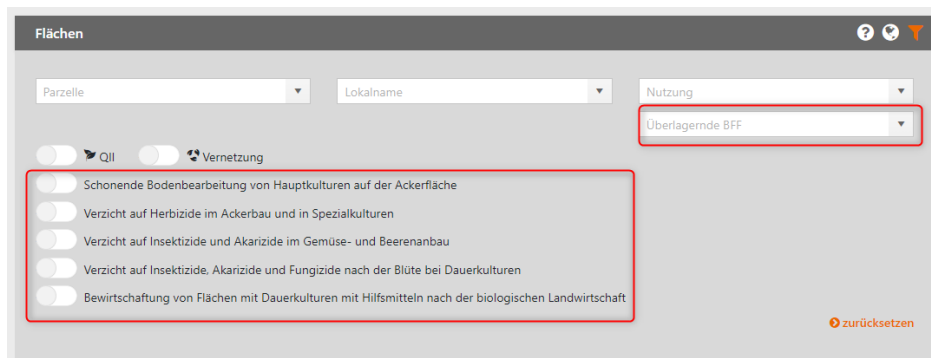 Flächen
Parzelle
Lokalname
Nutzung
Überlagernde BFF
QII
Vernetzung
Schonende Bodenbearbeitung von Hauptkulturen auf der Ackerfläche
Verzicht auf Herbizide im Ackerbau und in Spezialkulturen
Verzicht auf Insektizide und Akarizide im Gemüse- und Beerenanbau
Verzicht auf Insektizide, Akarizide und Fungizide nach der Blüte bei Dauerkulturen
Bewirtschaftung von Flächen mit Dauerkulturen mit Hilfsmitteln nach der biologischen Landwirtschaft
zurücksetzen